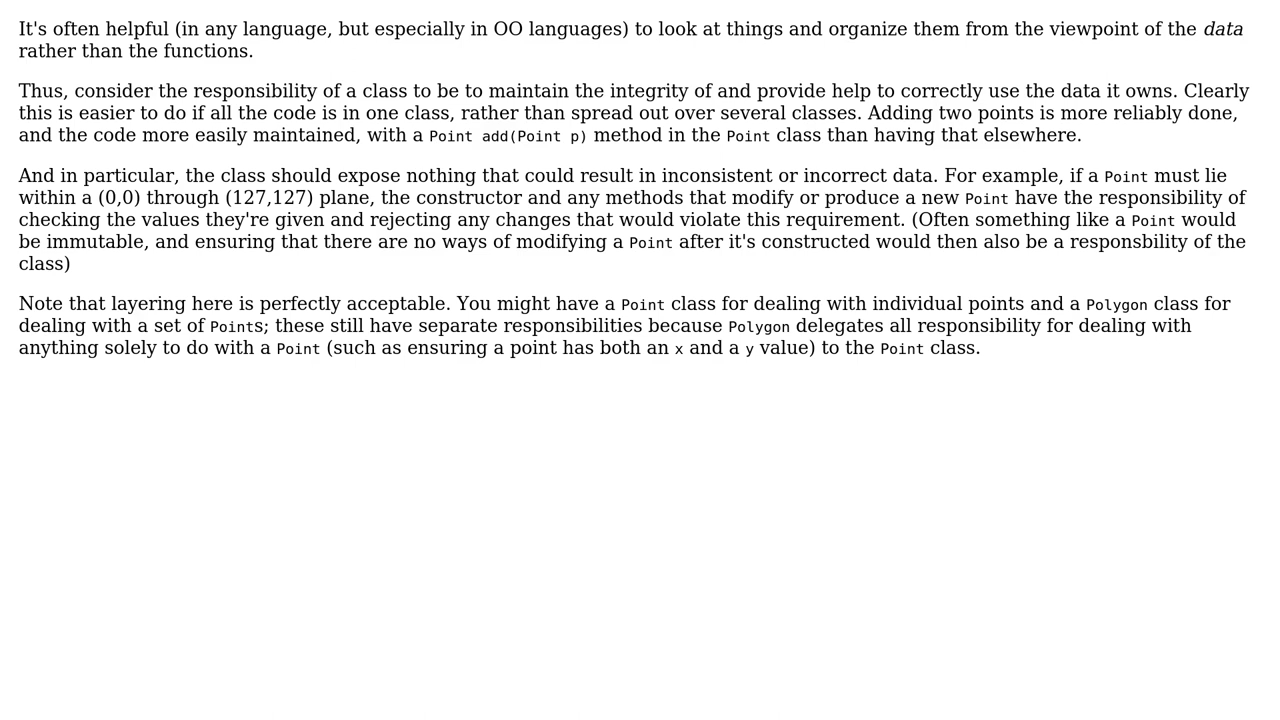 It's often helpful (in any language, but especially in OO languages) to look at things and organize them from the viewpoint of the data
rather than the functions.
Thus, consider the responsibility of a class to be to maintain the integrity of and provide help to correctly use the data it owns. Clearly
this is easier to do if all the code is in one class, rather than spread out over several classes. Adding two points is more reliably done,
and the code more easily maintained, with a Point add(Point p) method in the Point class than having that elsewhere.
And in particular, the class should expose nothing that could result in inconsistent or incorrect data. For example, if a Point must lie
within a (0,0) through (127,127) plane, the constructor and any methods that modify or produce a new Point have the responsibility of
checking the values they're given and rejecting any changes that would violate this requirement. (Often something like a Point would
be immutable, and ensuring that there are no ways of modifying a Point after it's constructed would then also be a responsbility of the
class)
Note that layering here is perfectly acceptable. You might have a Point class for dealing with individual points and a Polygon class for
dealing with a set of Points; these still have separate responsibilities because Polygon delegates all responsibility for dealing with
anything solely to do with a Point (such as ensuring a point has both an x and a y value) to the Point class.